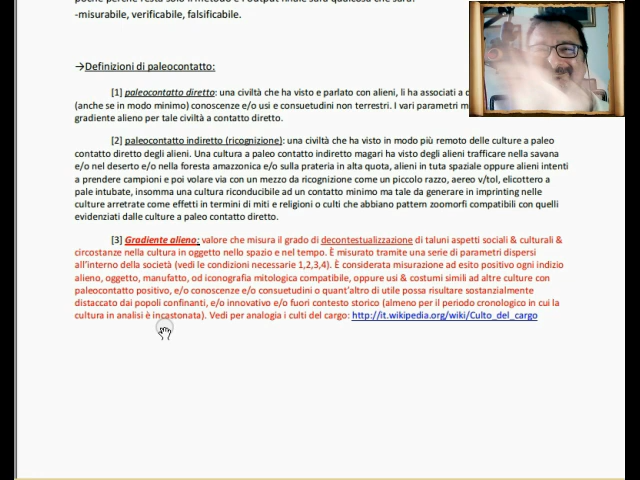 -misurabile, verificabile, falsificabile.
→Definizioni di paleocontatto:
[1] paleocontatto diretto: una civiltà che ha visto e parlato con alieni, li ha associati a
(anche se in modo minimo) conoscenze e/o usi e consuetudini non terrestri. I vari parametri
gradiente alieno per tale civiltà a contatto diretto.
[2] paleocontatto indiretto (ricognizione): una civiltà che ha visto in modo più remoto delle culture a paleo
contatto diretto degli alieni. Una cultura a paleo contatto indiretto magari ha visto degli alieni trafficare nella savana
e/o nel deserto e/o nella foresta amazzonica e/o sulla prateria in alta quota, alieni in tuta spaziale oppure alieni intenti
a prendere campioni e poi volare via con un mezzo da ricognizione come un piccolo razzo, aereo v/tol, elicottero a
pale intubate, insomma una cultura riconducibile ad un contatto minimo ma tale da generare in imprinting nelle
culture arretrate come effetti in termini di miti e religioni o culti che abbiano pattern zoomorfi compatibili con quelli
evidenziati dalle culture a paleo contatto diretto.
[3] Gradiente alieno: valore che misura il grado di decontestualizzazione di taluni aspetti sociali & culturali &
circostanze nella cultura in oggetto nello spazio e nel tempo. È misurato tramite una serie di parametri dispersi
all'interno della società (vedi le condizioni necessarie 1,2,3,4). È considerata misurazione ad esito positivo ogni indizio
alieno, oggetto, manufatto, od iconografia mitologica compatibile, oppure usi & costumi simili ad altre culture con
paleocontatto positivo, e/o conoscenze e/o consuetudini o quant'altro di utile possa risultare sostanzialmente
distaccato dai popoli confinanti, e/o innovativo e/o fuori contesto storico (almeno per il periodo cronologico in cui la
cultura in analisi è incastonata). Vedi per analogia i culti del cargo: http://it.wikipedia.org/wiki/Culto_del_cargo